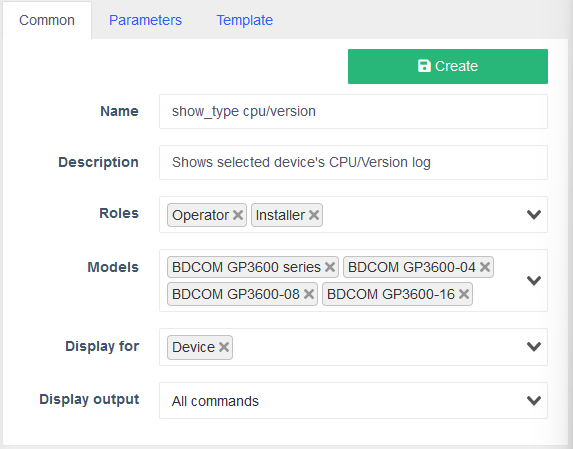 Common Parameters Template
Create
Name show_type cpu/version
Description Shows selected device's CPU/Version log
Roles Operator Installer
Models BDCOM GP3600 series BDCOM GP3600-04
BDCOM GP3600-08 BDCOM GP3600-16
Display for Device
Display output All commands